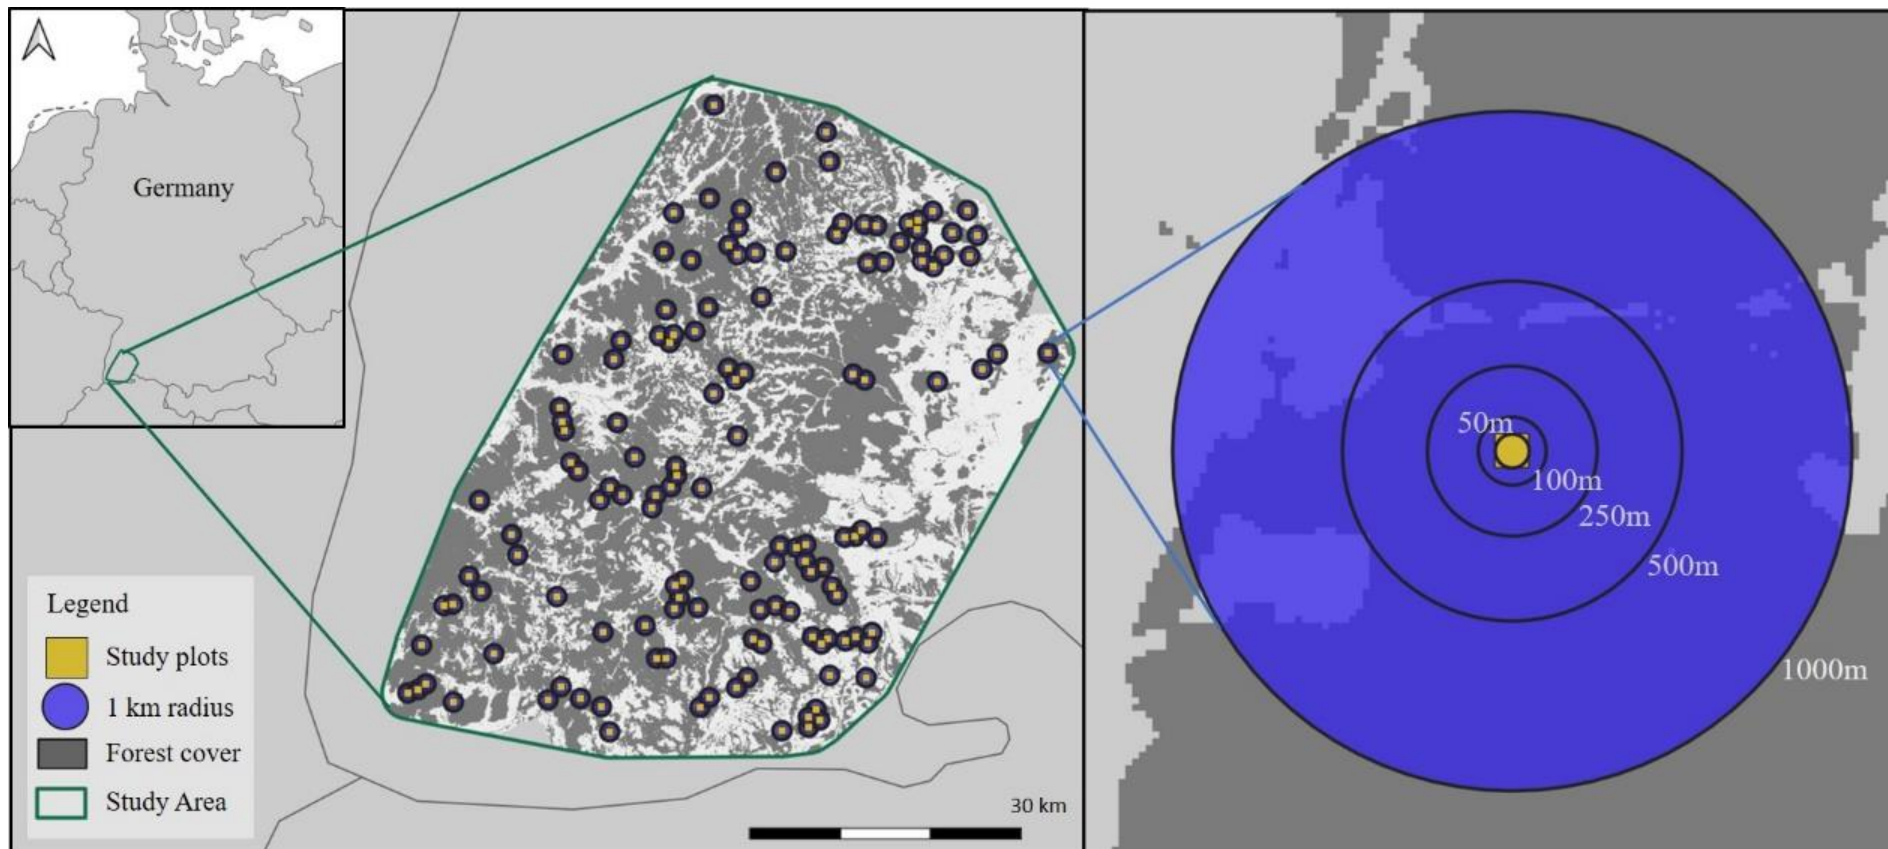 Germany
Legend
Study plots
1 km radius
Forest cover
Study Area
30 km
50m
100m
250m
500m
1000m